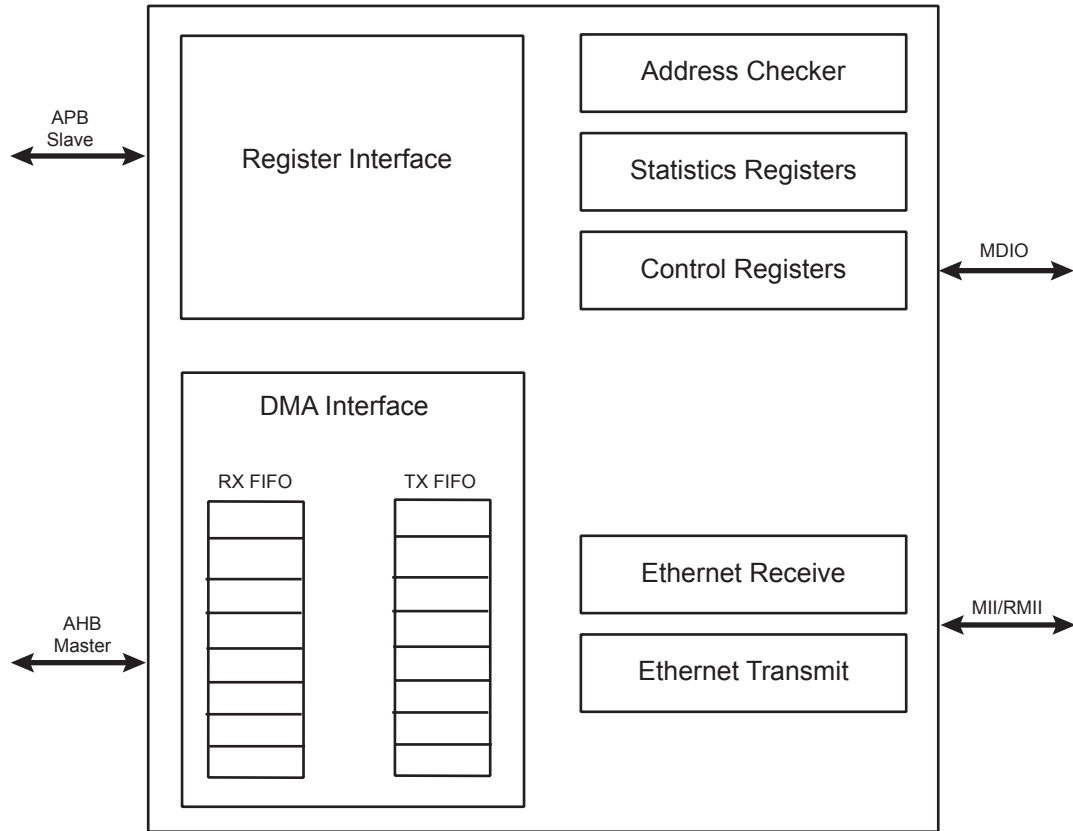 APB
Slave
Register Interface
Address Checker
Statistics Registers
Control Registers
MDIO
DMA Interface
RX FIFO
TX FIFO
AHB
Master
Ethernet Receive
Ethernet Transmit
MII/RMII